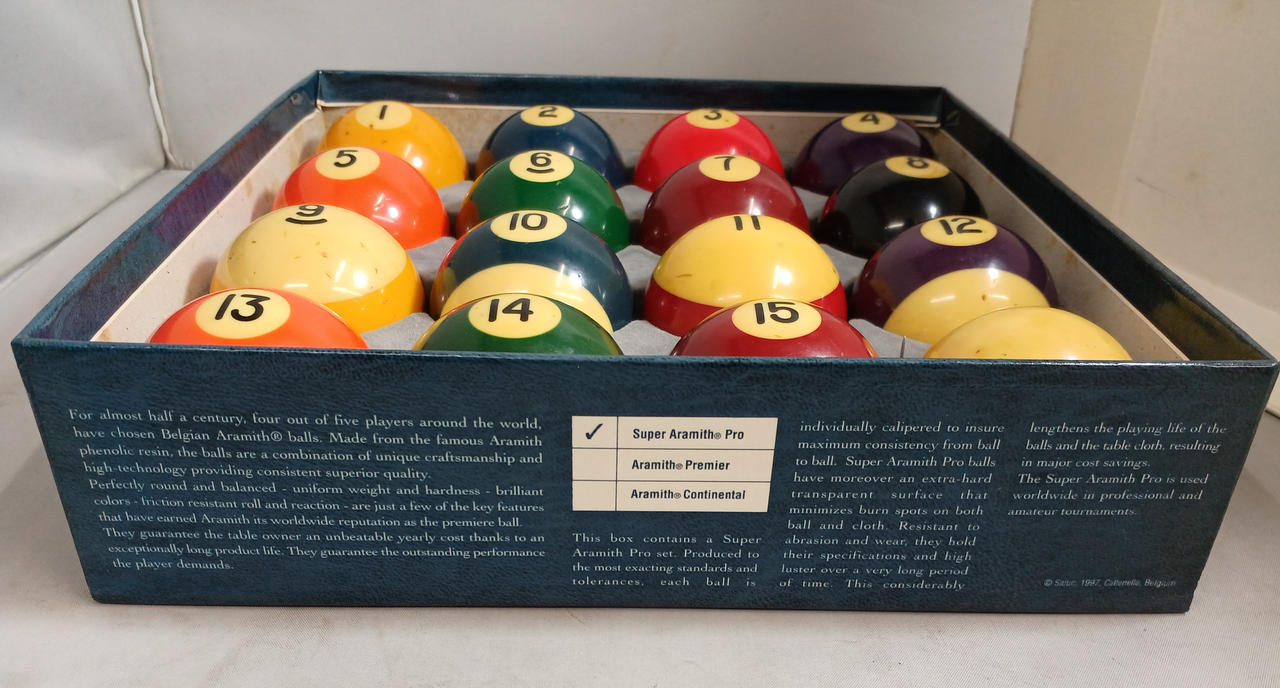 1
2
3
4
5
6
7
8
9
10
11
12
13
14
15
For almost half a century, four out of five players around the world,
have chosen Belgian Aramith® balls. Made from the famous Aramith
phenolic resin, the balls are a combination of unique craftsmanship and
high-technology providing consistent superior quality.
Perfectly round and balanced - uniform weight and hardness - brilliant
colors - friction resistant roll and reaction - are just a few of the key features
that have earned Aramith its worldwide reputation as the premiere ball.
They guarantee the table owner an unbeatable yearly cost thanks to an
exceptionally long product life. They guarantee the outstanding performance
the player demands.
✓ Super Aramith® Pro
Aramith® Premier
Aramith® Continental
This box contains a Super
Aramith Pro set. Produced to
the most exacting standards and
tolerances, each ball is
individually calipered to insure
maximum consistency from ball
to ball. Super Aramith Pro balls
have moreover an extra-hard
transparent surface that
minimizes burn spots on both
ball and cloth. Resistant to
abrasion and wear, they hold
their specifications and high
luster over a very long period
of time. This considerably
lengthens the playing life of the
balls and the table cloth, resulting
in major cost savings.
The Super Aramith Pro is used
worldwide in professional and
amateur tournaments.
© Saluc, 1997, Callenelle, Belgium